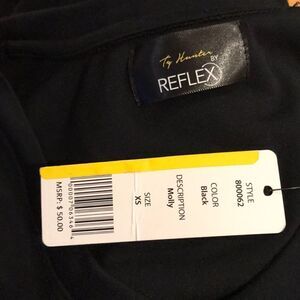 Ty Hunter
BY
REFLEX
STYLE
800062
COLOR
Black
DESCRIPTION
Molly
SIZE
XS
MSRP: $ 50.00